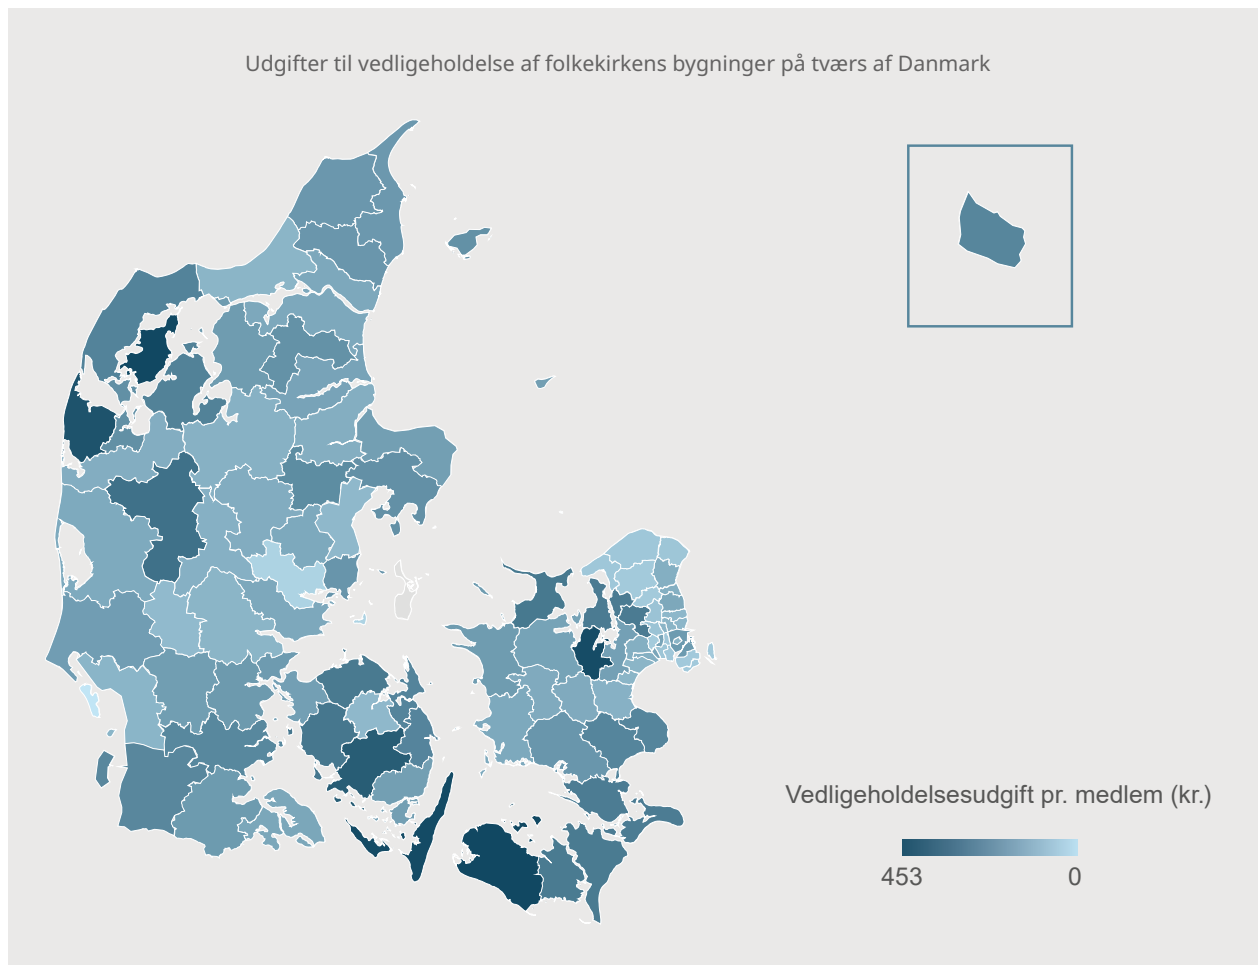 Udgifter til vedligeholdelse af folkekirkens bygninger på tværs af Danmark
Vedligeholdelsesudgift pr. medlem (kr.)
453 0